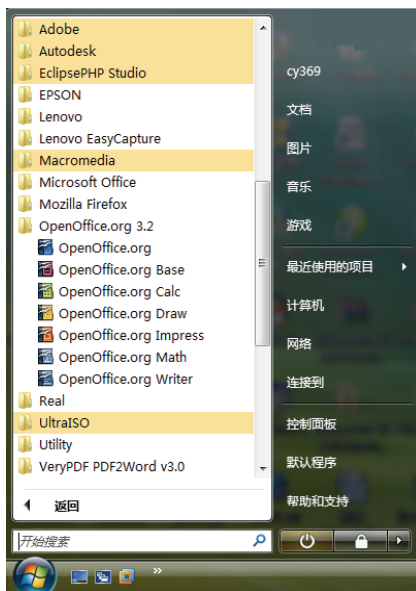 Adobe
Autodesk
EclipsePHP Studio
EPSON
Lenovo
Lenovo EasyCapture
Macromedia
Microsoft Office
Mozilla Firefox
OpenOffice.org 3.2
OpenOffice.org
OpenOffice.org Base
OpenOffice.org Calc
OpenOffice.org Draw
OpenOffice.org Impress
OpenOffice.org Math
OpenOffice.org Writer
Real
UltraISO
Utility
VeryPDF PDF2Word v3.0
返回
开始搜索
cy369
文档
图片
音乐
游戏
最近使用的项目
计算机
网络
连接到
控制面板
默认程序
帮助和支持